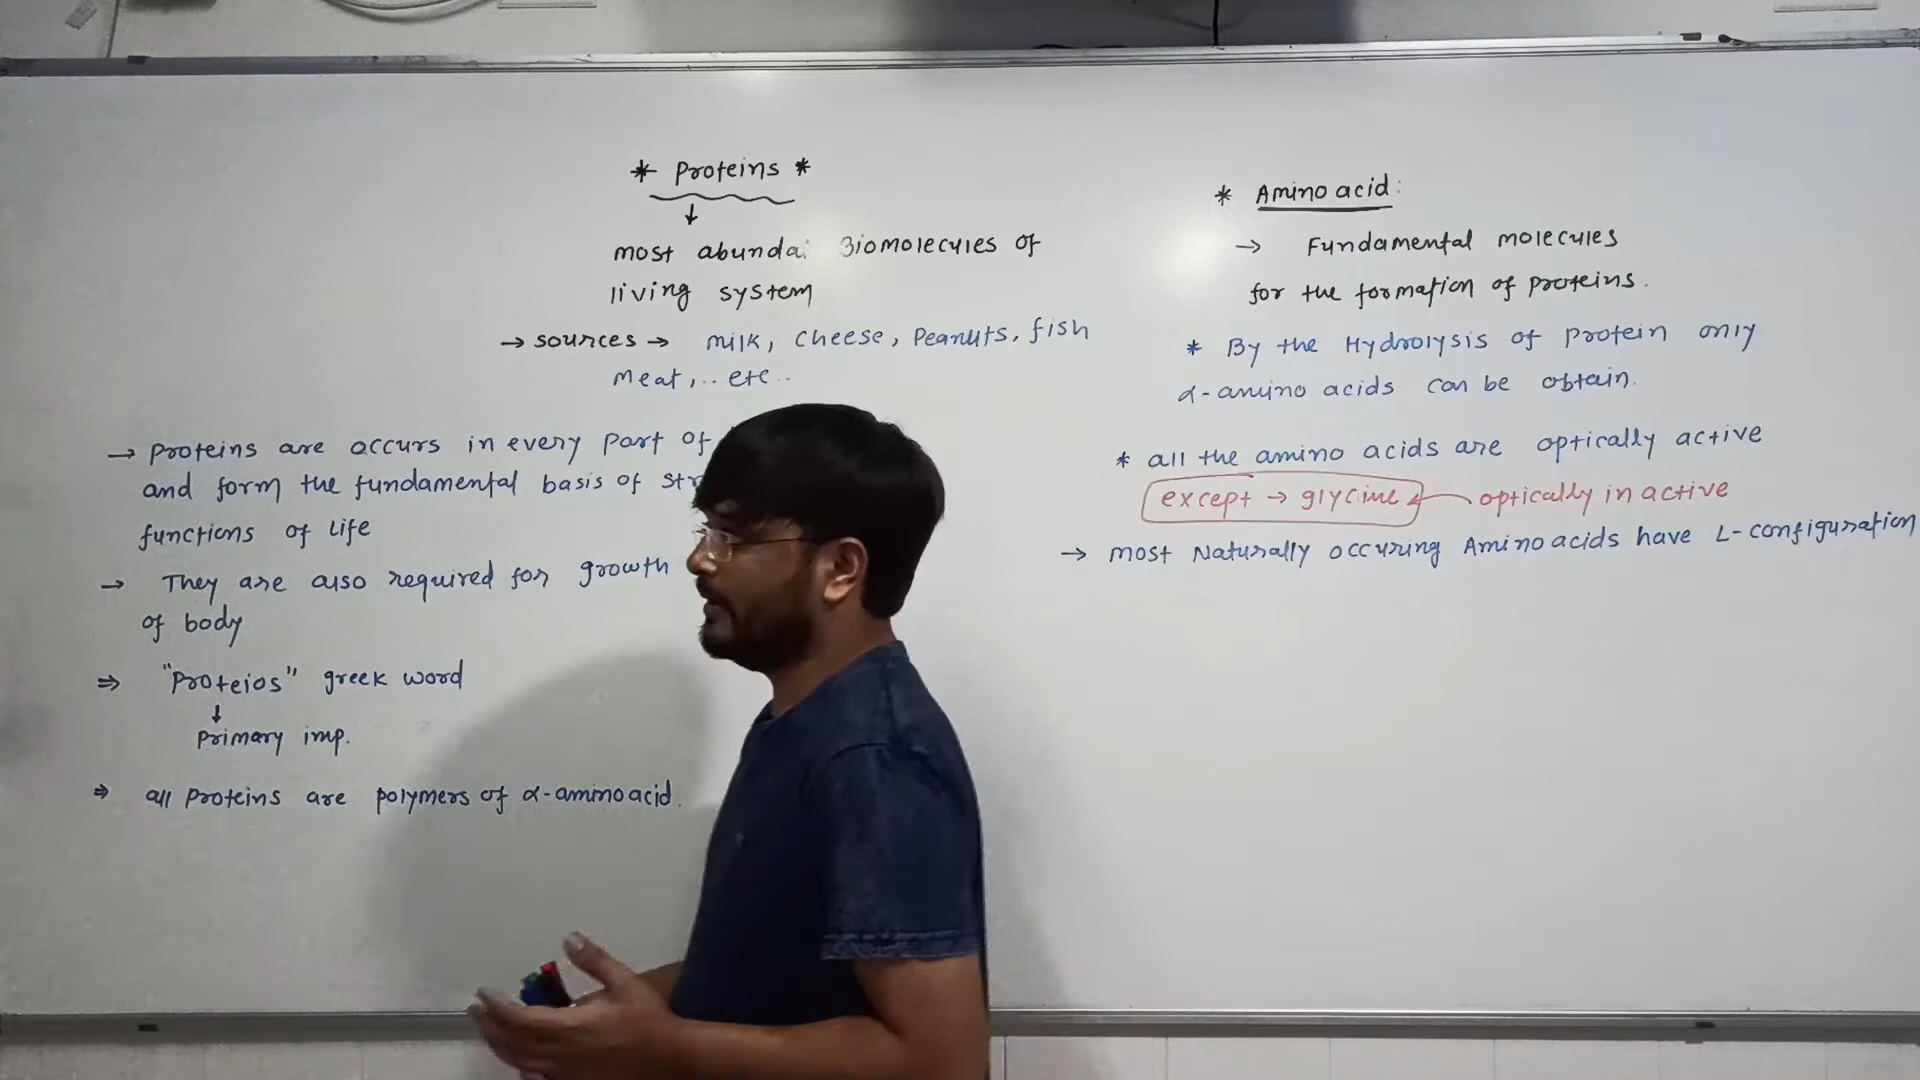 * Proteins *
↓
most abunda Biomolecules of
living system
→ sources → milk, cheese, Peanuts, fish
meat,.. etc..
→ Proteins are occurs in every part of
and form the fundamental basis of str
functions of life
→ They are also required for growth
of body
⇒ "Proteios" greek word
↓
Primary imp.
⇒ all proteins are polymers of α-amino acid.
* Amino acid:
→ Fundamental molecules
for the formation of proteins.
* By the Hydrolysis of Protein only
α-amino acids can be obtain.
* all the amino acids are optically active
except → glycine ← optically in active
→ most Naturally occuring Amino acids have L-configuration